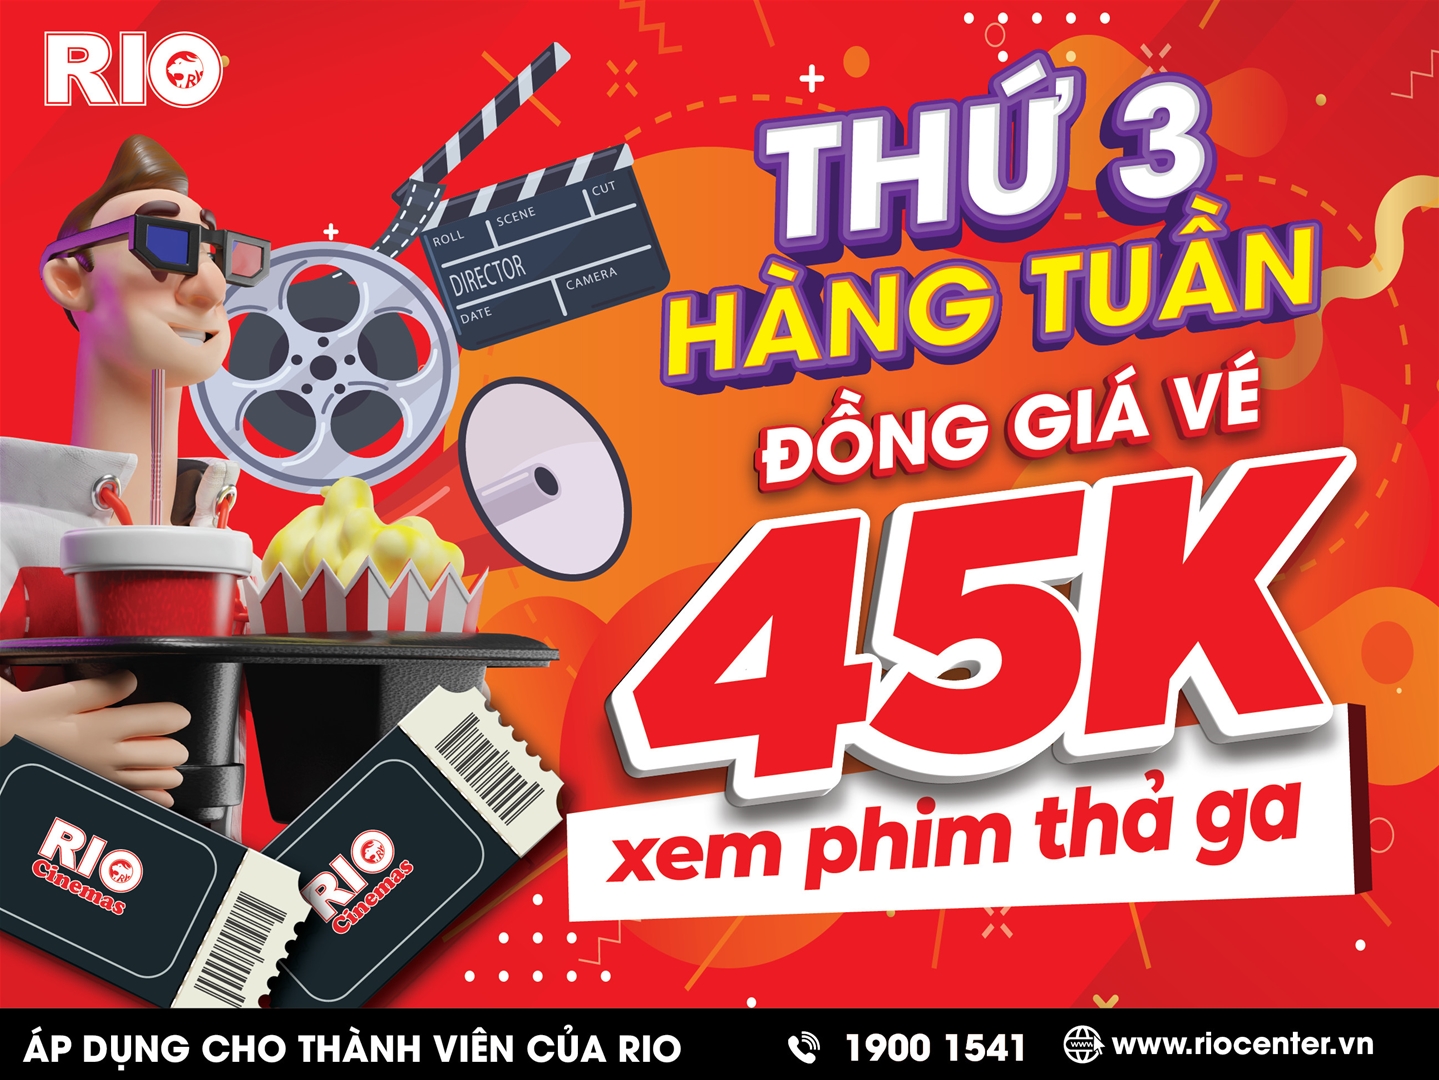 RIO
THỨ 3
HÀNG TUẦN
ĐỒNG GIÁ VÉ
45K
xem phim thả ga
ROLL
SCENE
CUT
DIRECTOR
CAMERA
DATE
RIO
Cinemas
RIO
Cinemas
ÁP DỤNG CHO THÀNH VIÊN CỦA RIO
1900 1541
www.riocenter.vn